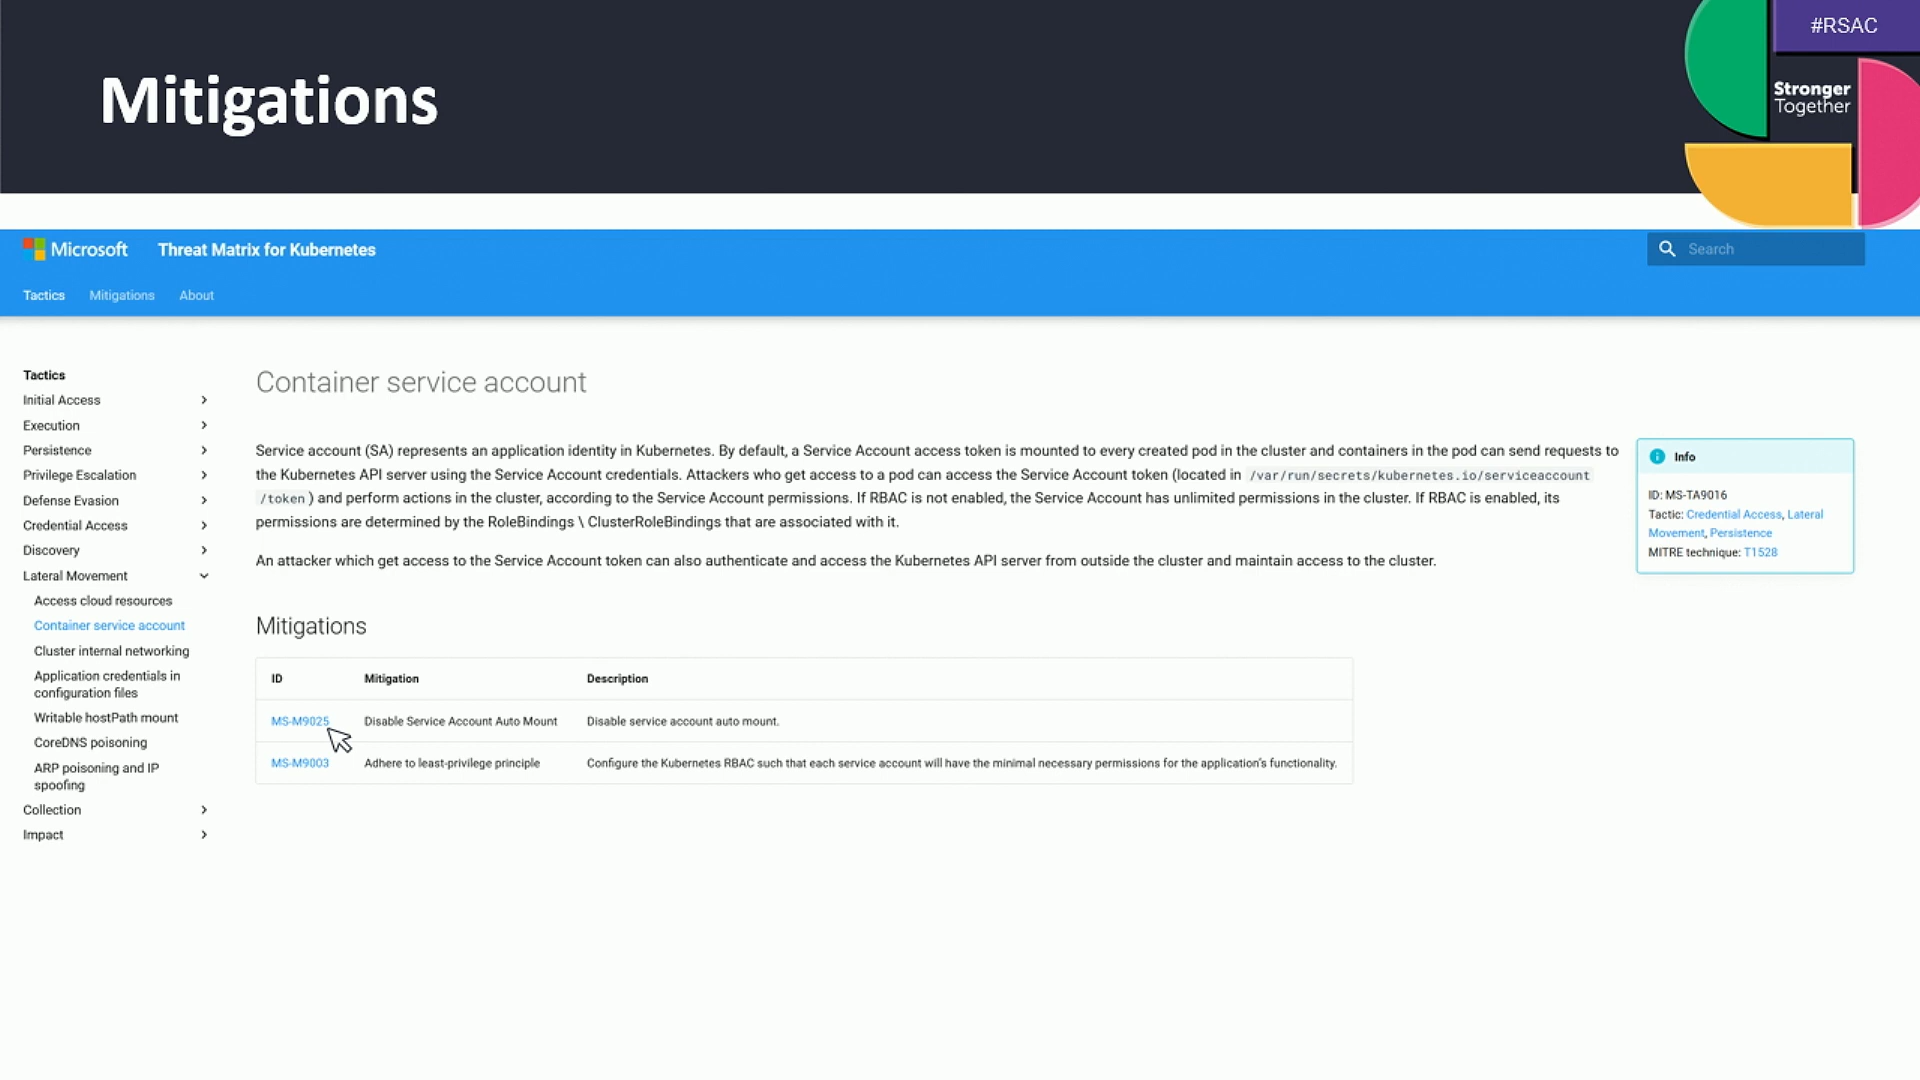 Mitigations
#RSAC
Stronger
Together
Microsoft
Threat Matrix for Kubernetes
Search
Tactics
Mitigations
About
Tactics
Initial Access
Execution
Persistence
Privilege Escalation
Defense Evasion
Credential Access
Discovery
Lateral Movement
Access cloud resources
Container service account
Cluster internal networking
Application credentials in
configuration files
Writable hostPath mount
CoreDNS poisoning
ARP poisoning and IP
spoofing
Collection
Impact
Container service account
Service account (SA) represents an application identity in Kubernetes. By default, a Service Account access token is mounted to every created pod in the cluster and containers in the pod can send requests to
the Kubernetes API server using the Service Account credentials. Attackers who get access to a pod can access the Service Account token (located in /var/run/secrets/kubernetes.io/serviceaccount
/token ) and perform actions in the cluster, according to the Service Account permissions. If RBAC is not enabled, the Service Account has unlimited permissions in the cluster. If RBAC is enabled, its
permissions are determined by the RoleBindings \ ClusterRoleBindings that are associated with it.
An attacker which get access to the Service Account token can also authenticate and access the Kubernetes API server from outside the cluster and maintain access to the cluster.
Info
ID: MS-TA9016
Tactic: Credential Access, Lateral
Movement, Persistence
MITRE technique: T1528
Mitigations
ID Mitigation Description
MS-M9025 Disable Service Account Auto Mount Disable service account auto mount.
MS-M9003 Adhere to least-privilege principle Configure the Kubernetes RBAC such that each service account will have the minimal necessary permissions for the application's functionality.